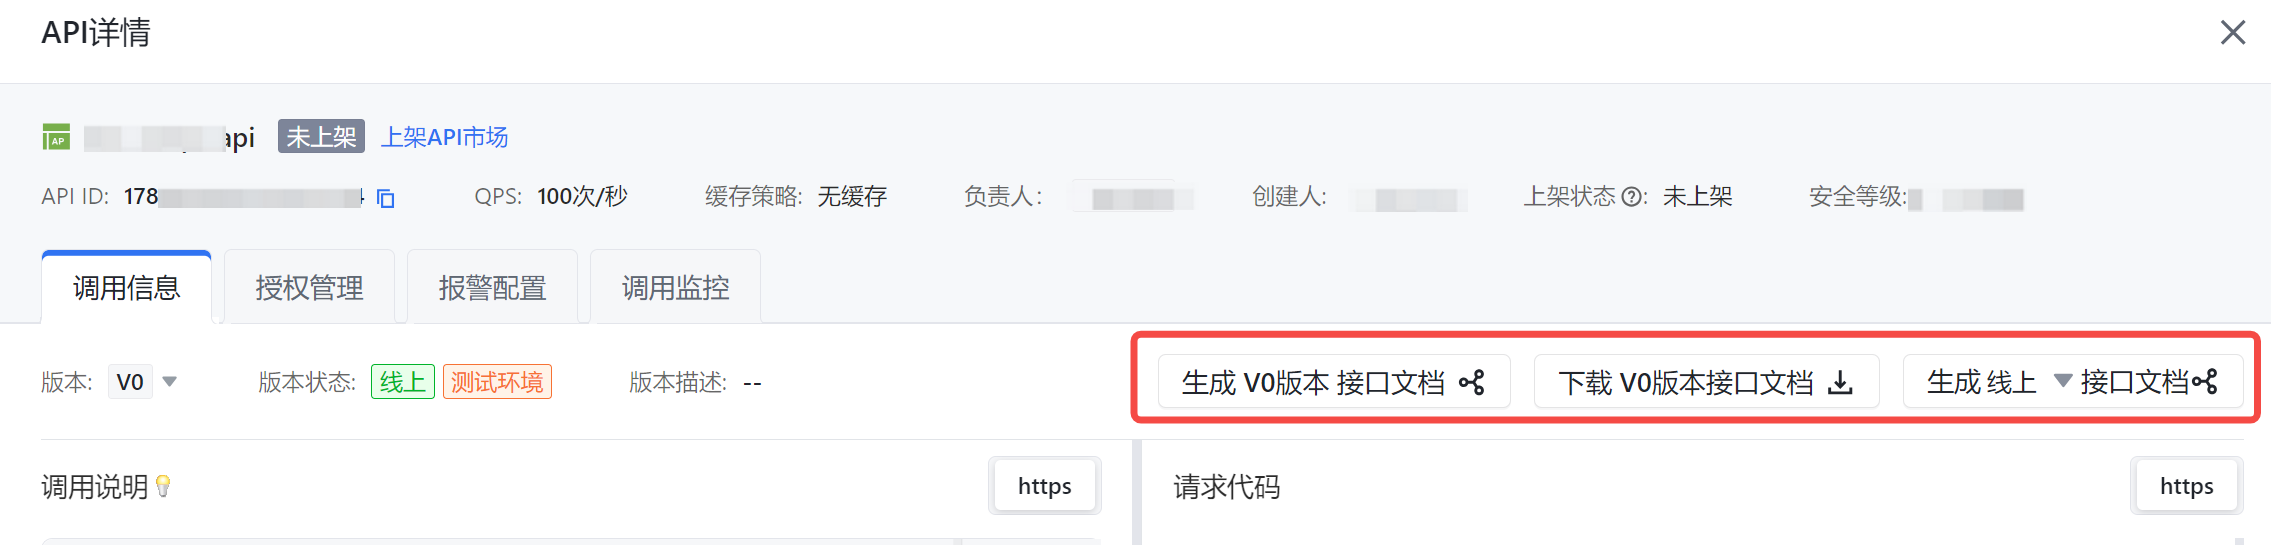 API详情
api 未上架 上架API市场
API ID: 178 QPS: 100次/秒 缓存策略: 无缓存 负责人: 创建人: 上架状态 ?: 未上架 安全等级:
调用信息 授权管理 报警配置 调用监控
版本: V0 版本状态: 线上 测试环境 版本描述: -- 生成 V0版本 接口文档 下载 V0版本接口文档 生成 线上 接口文档
调用说明 https 请求代码 https